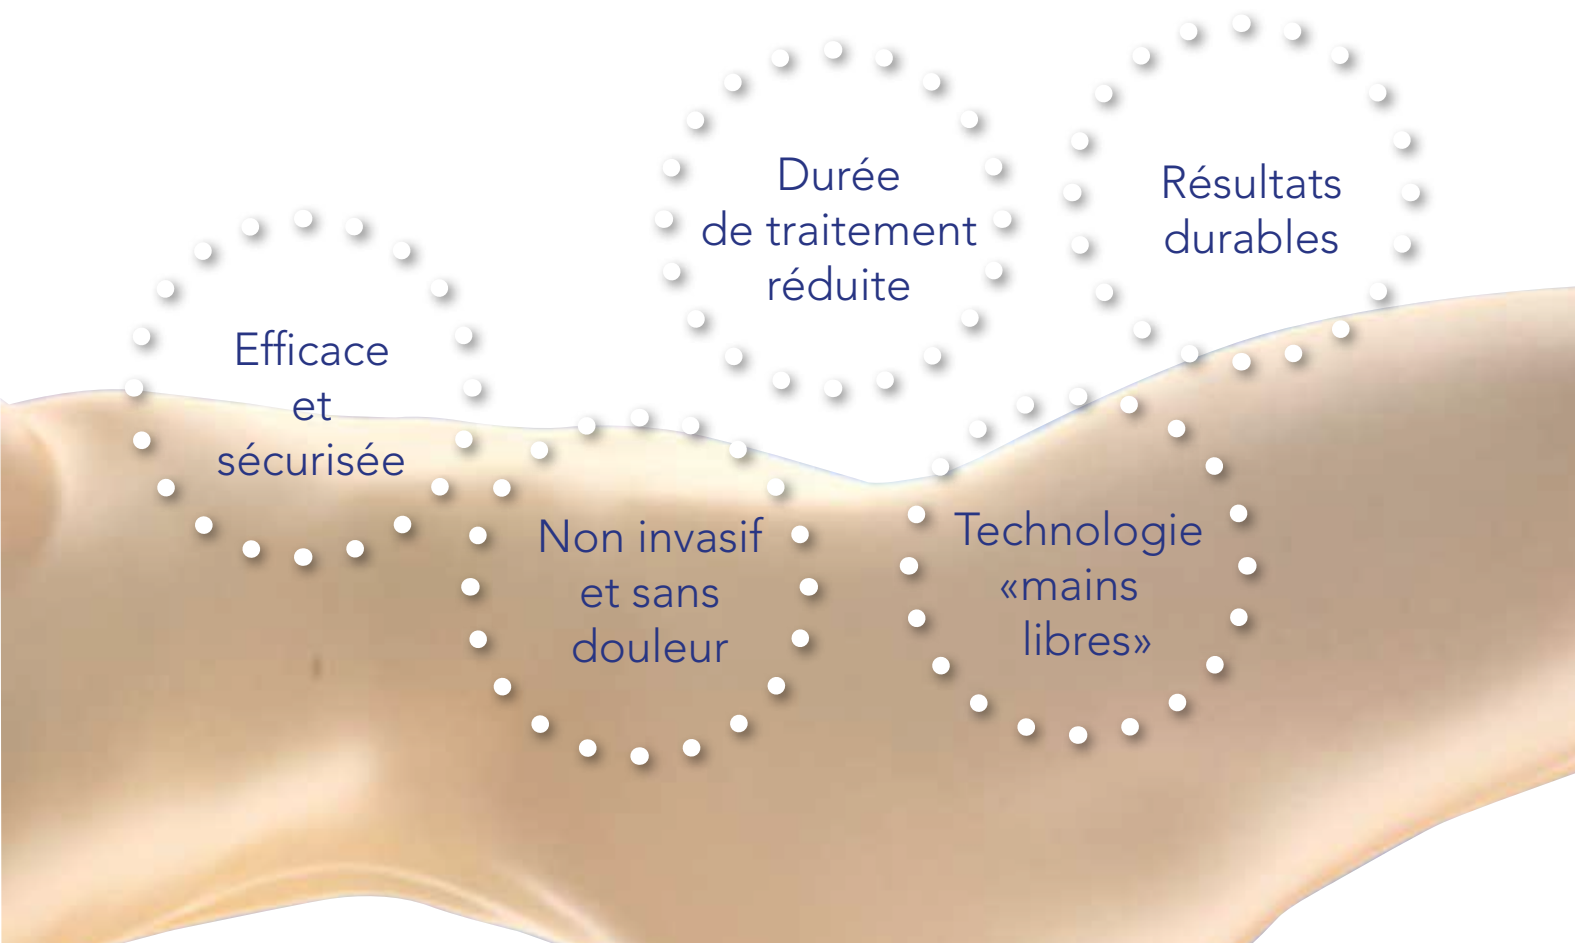 Efficace
et
sécurisée
Non invasif
et sans
douleur
Durée
de traitement
réduite
Technologie
«mains
libres»
Résultats
durables